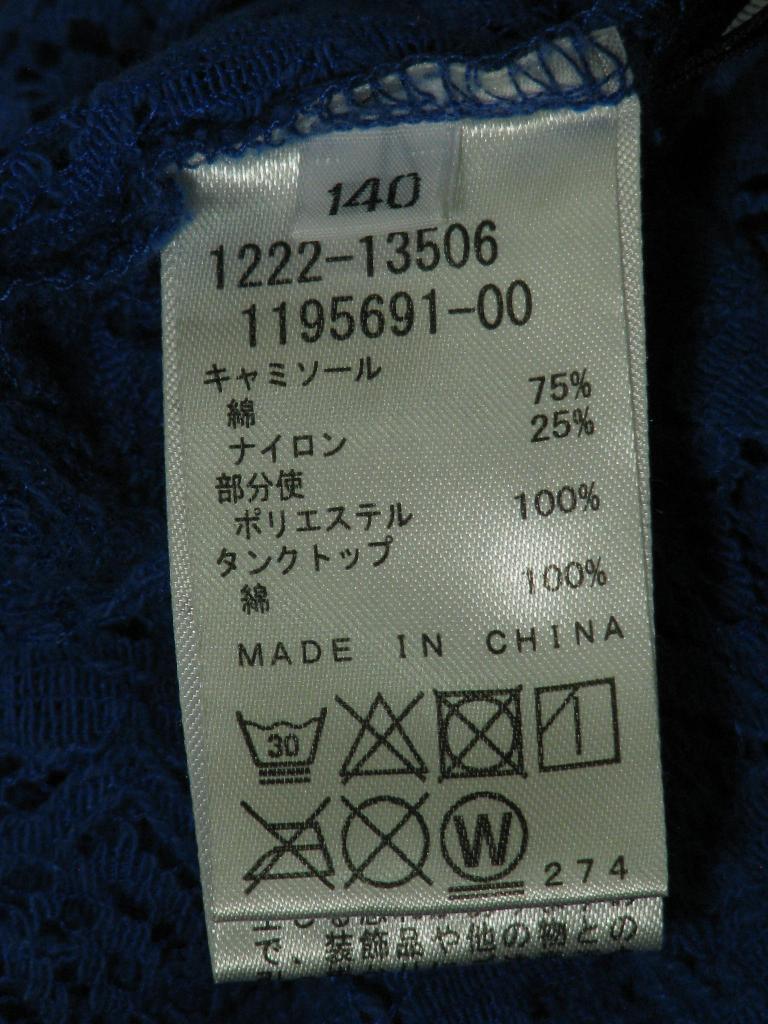 140
1222-13506
1195691-00
キャミソール
綿 75%
ナイロン 25%
部分使
ポリエステル 100%
タンクトップ
綿 100%
MADE IN CHINA
30
W 274
で、装飾品や他の物との